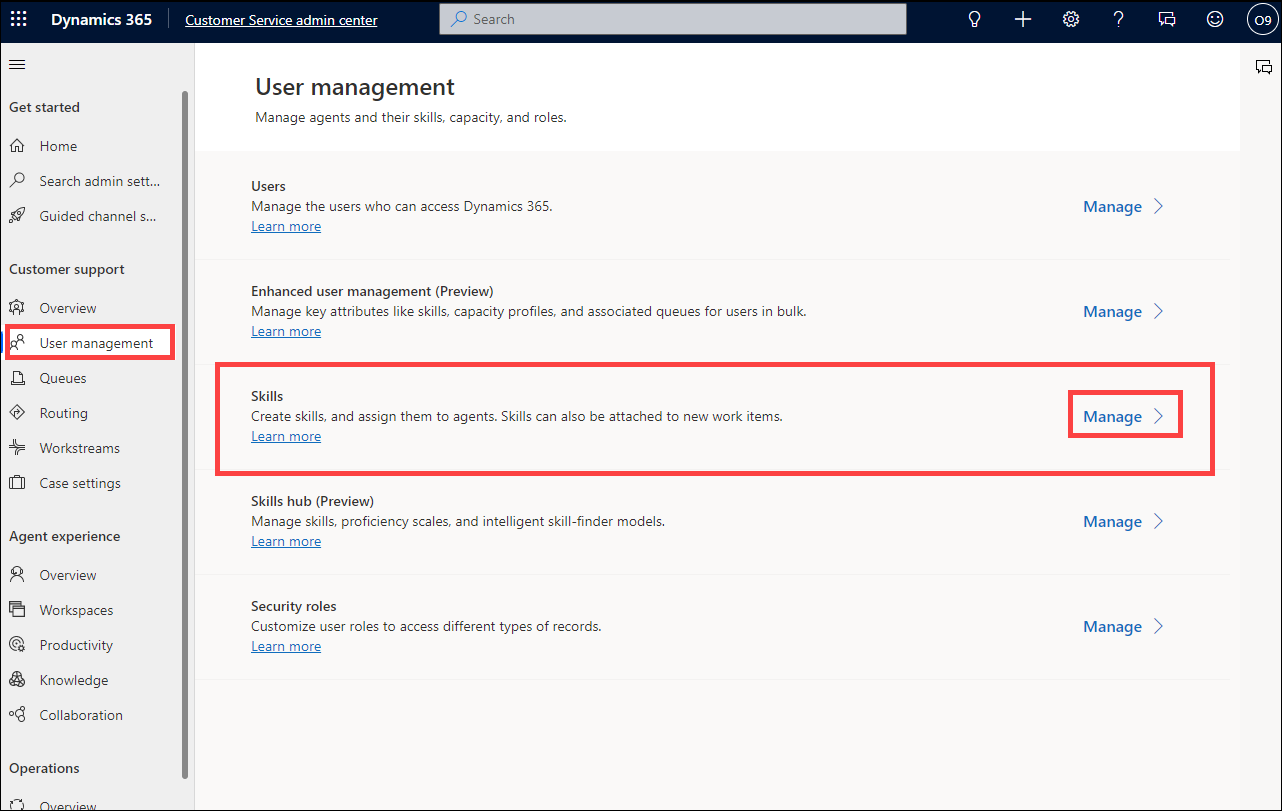 Dynamics 365
Customer Service admin center
Search
O9
Get started
Home
Search admin sett...
Guided channel s...
Customer support
Overview
User management
Queues
Routing
Workstreams
Case settings
Agent experience
Overview
Workspaces
Productivity
Knowledge
Collaboration
Operations
Overview
User management
Manage agents and their skills, capacity, and roles.
Users
Manage the users who can access Dynamics 365.
Learn more
Manage
Enhanced user management (Preview)
Manage key attributes like skills, capacity profiles, and associated queues for users in bulk.
Learn more
Manage
Skills
Create skills, and assign them to agents. Skills can also be attached to new work items.
Learn more
Manage
Skills hub (Preview)
Manage skills, proficiency scales, and intelligent skill-finder models.
Learn more
Manage
Security roles
Customize user roles to access different types of records.
Learn more
Manage